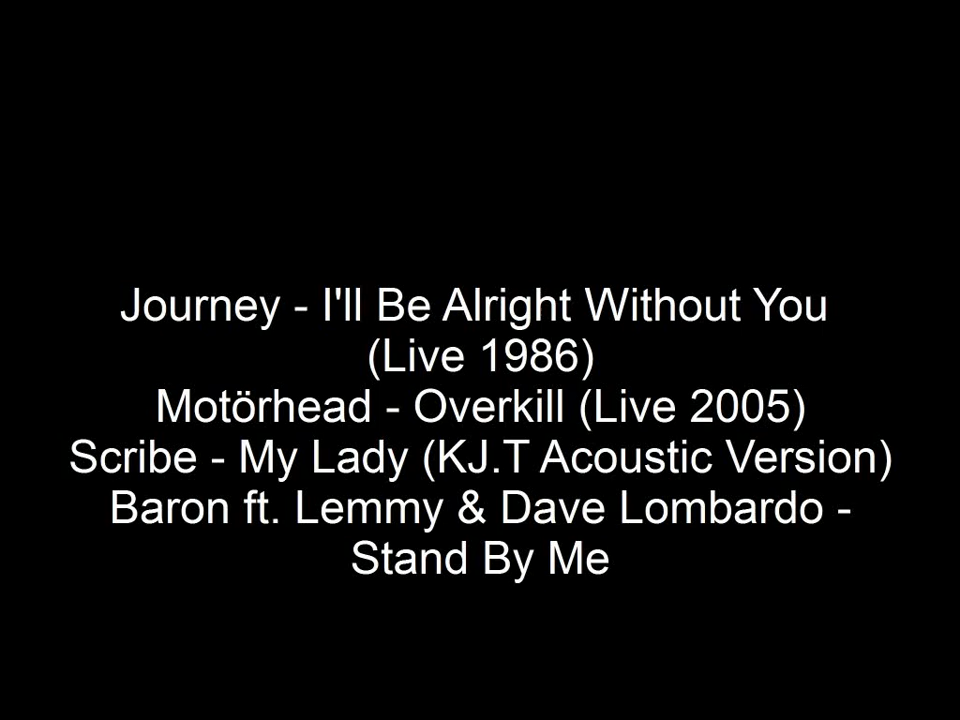 Journey - I'll Be Alright Without You
(Live 1986)
Motörhead - Overkill (Live 2005)
Scribe - My Lady (KJ.T Acoustic Version)
Baron ft. Lemmy & Dave Lombardo -
Stand By Me